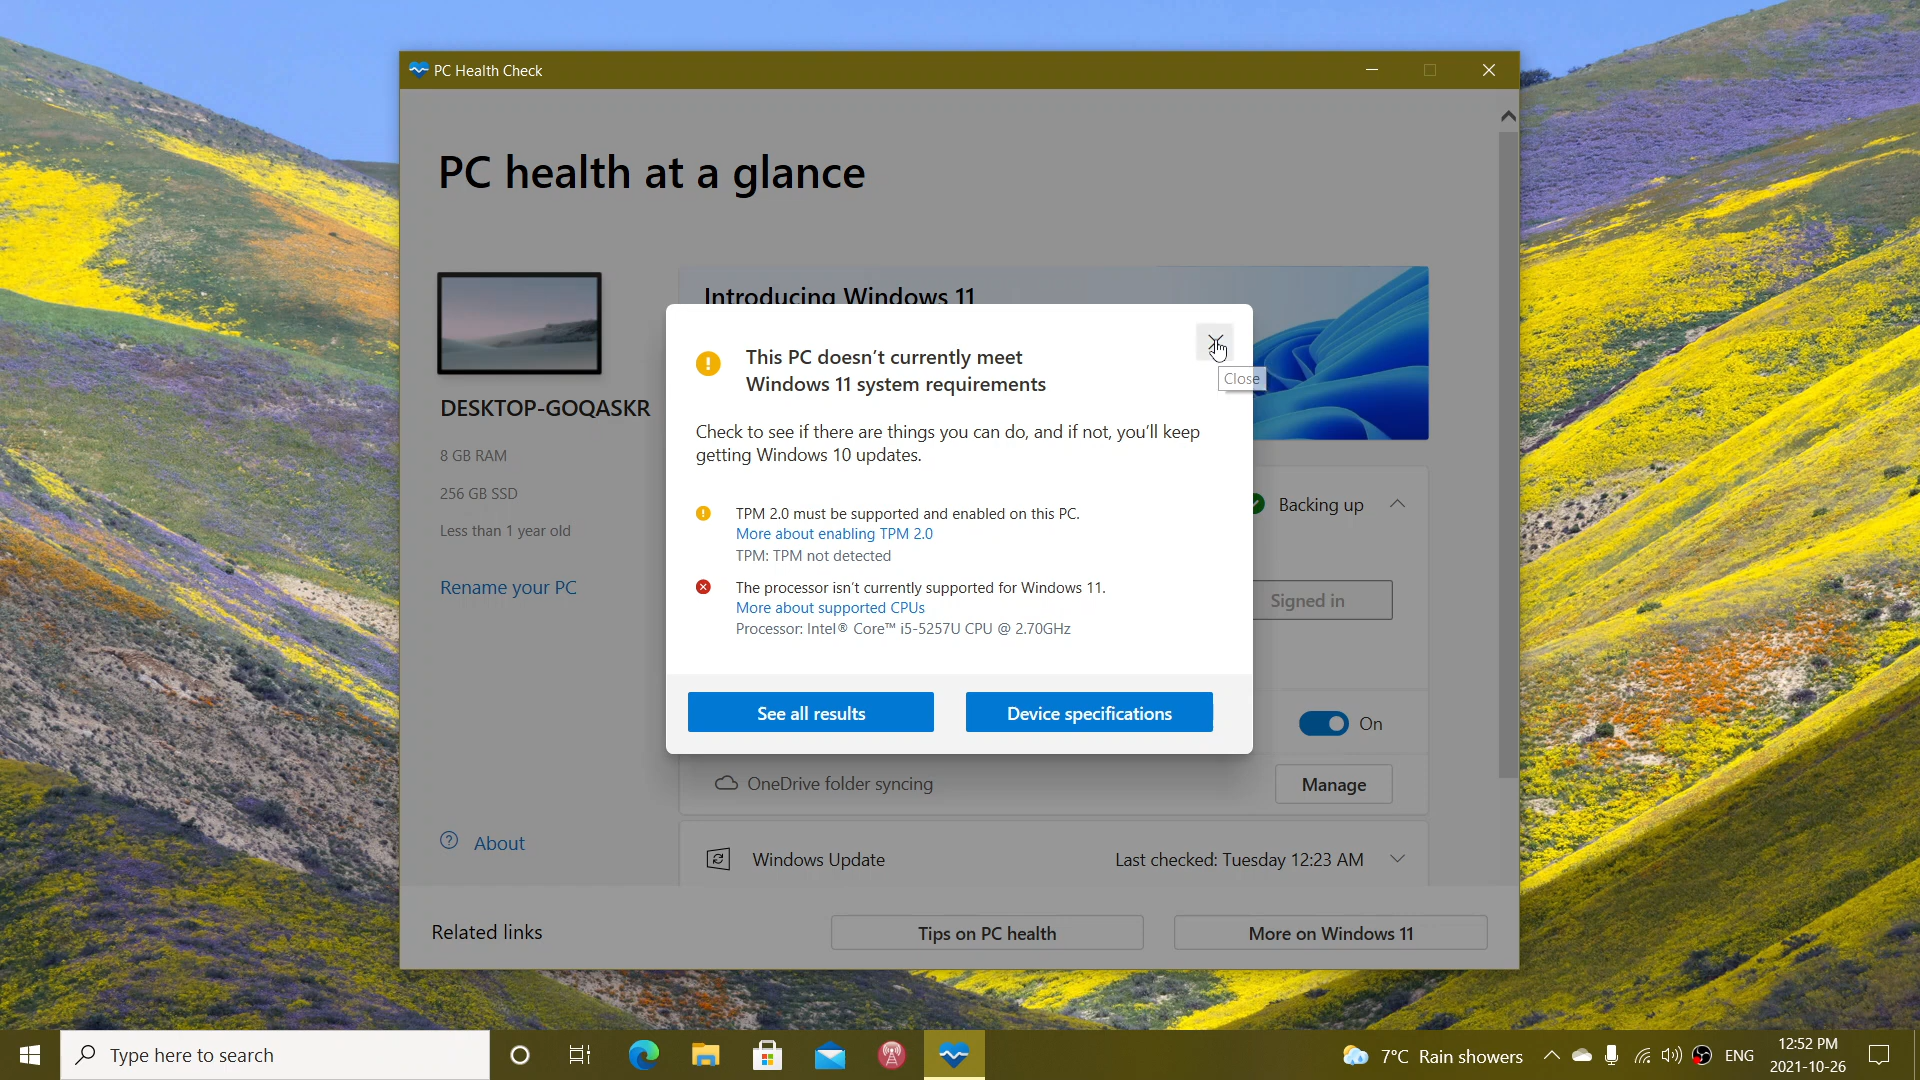 PC Health Check
PC health at a glance
Introducing Windows 11
This PC doesn't currently meet
Windows 11 system requirements
Close
DESKTOP-GOQASKR
8 GB RAM
256 GB SSD
Less than 1 year old
Rename your PC
Check to see if there are things you can do, and if not, you'll keep
getting Windows 10 updates.
TPM 2.0 must be supported and enabled on this PC.
More about enabling TPM 2.0
TPM: TPM not detected
The processor isn't currently supported for Windows 11.
More about supported CPUs
Processor: Intel® Core™ i5-5257U CPU @ 2.70GHz
See all results
Device specifications
Backing up
Signed in
On
OneDrive folder syncing
Manage
About
Windows Update
Last checked: Tuesday 12:23 AM
Related links
Tips on PC health
More on Windows 11
Type here to search
7°C Rain showers
ENG
12:52 PM
2021-10-26